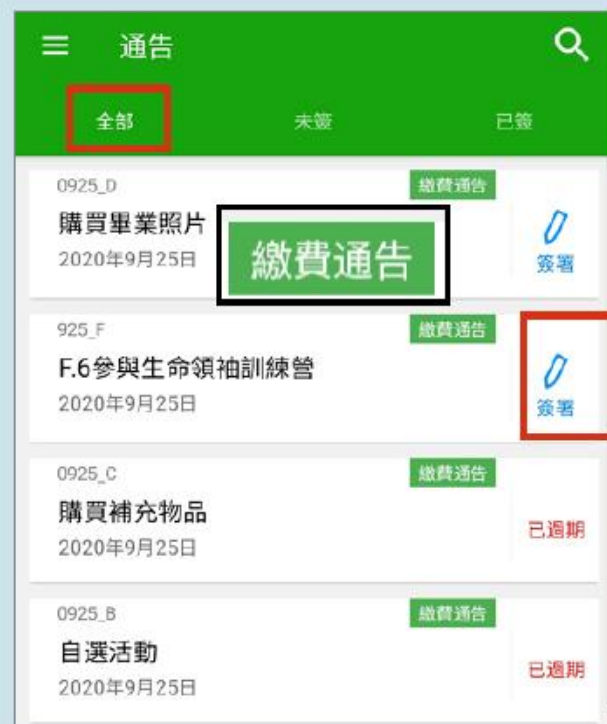 通告
全部 未簽 已簽
0925_D 繳費通告
購買畢業照片
2020年9月25日
繳費通告
簽署
925_F 繳費通告
F.6參與生命領袖訓練營
2020年9月25日
簽署
0925_C 繳費通告
購買補充物品
2020年9月25日
已過期
0925_B 繳費通告
自選活動
2020年9月25日
已過期